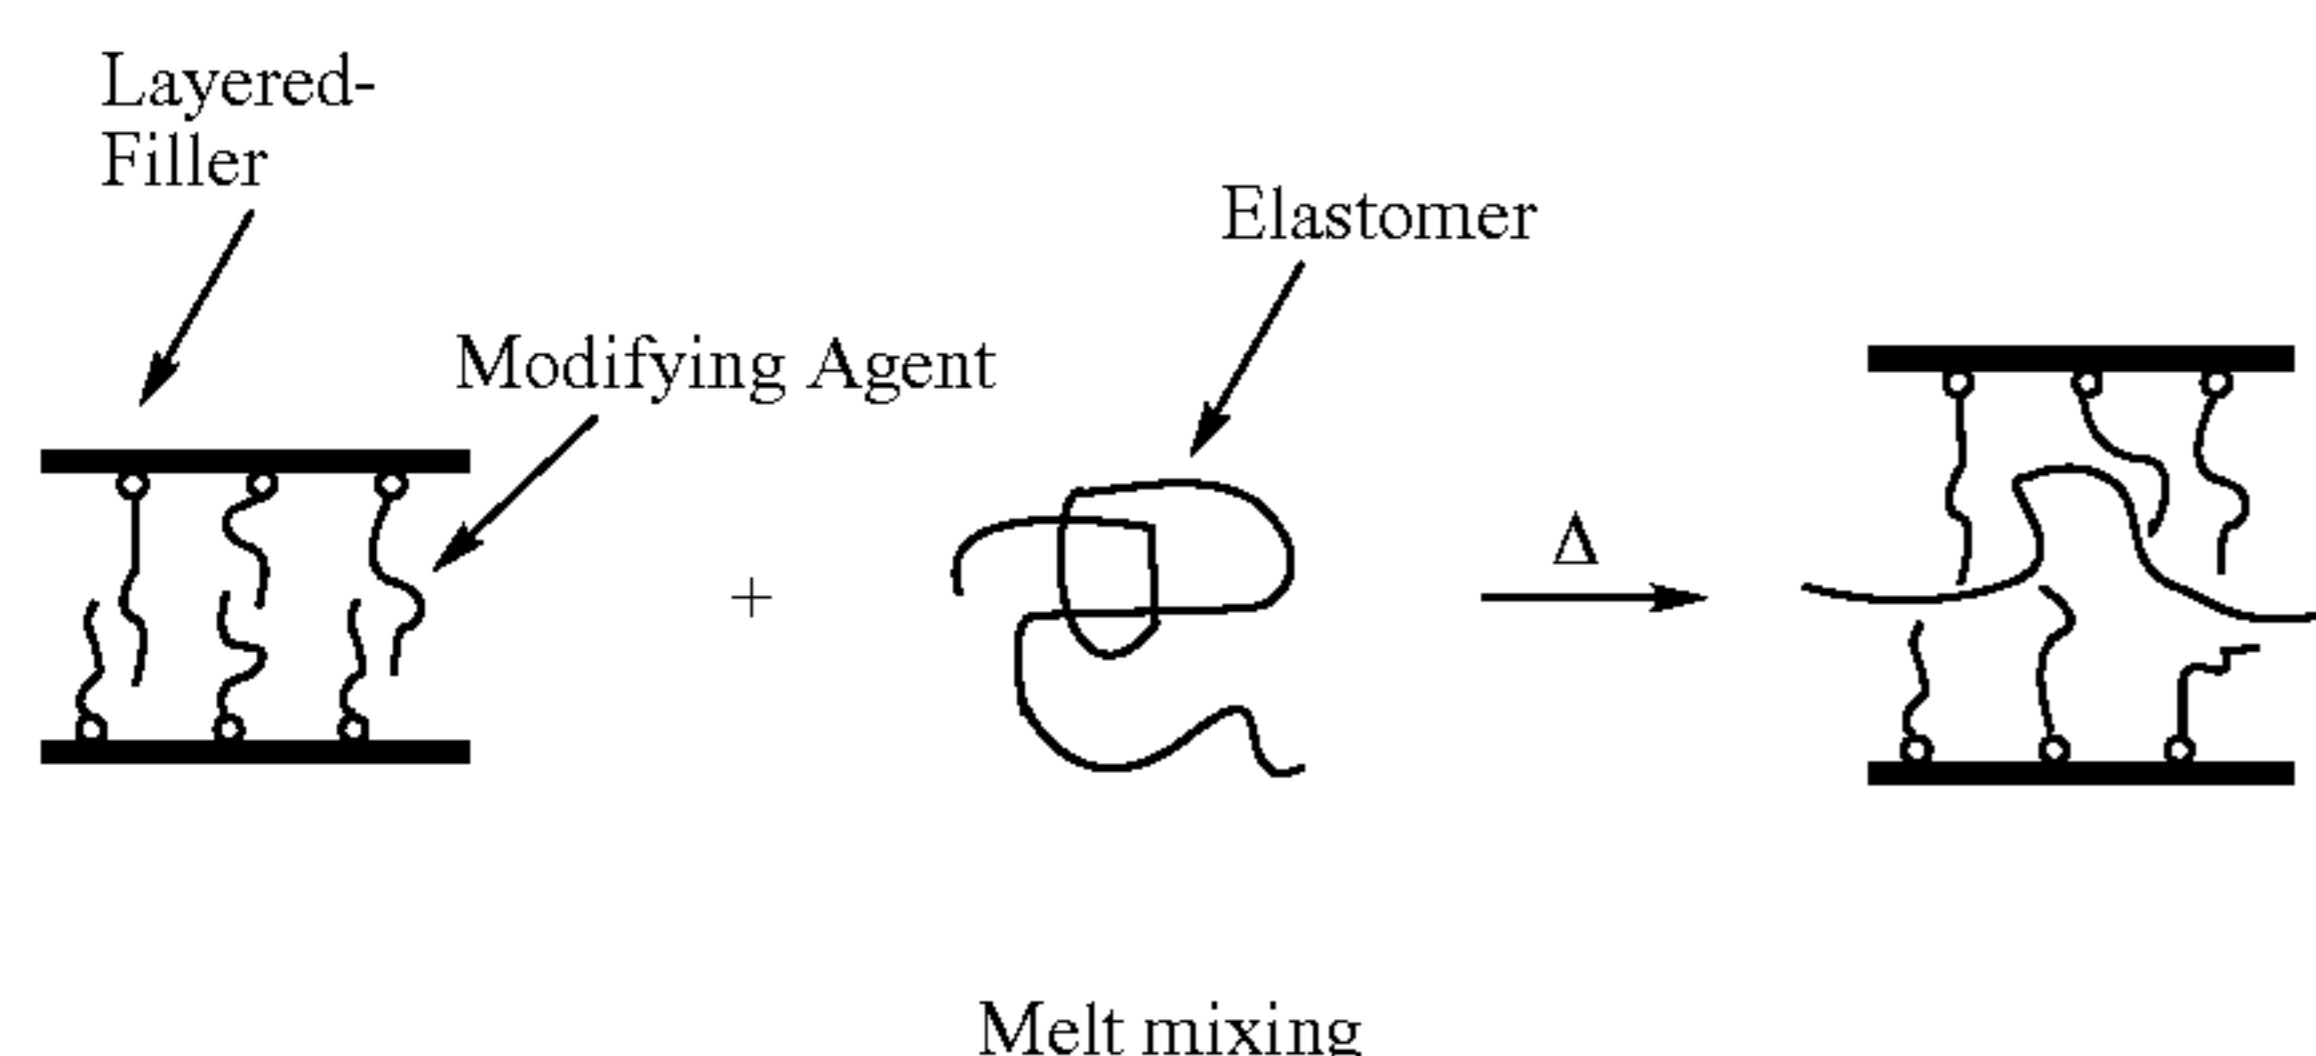 Layered-
Filler
Elastomer
Modifying Agent
+
Δ
Melt mixing